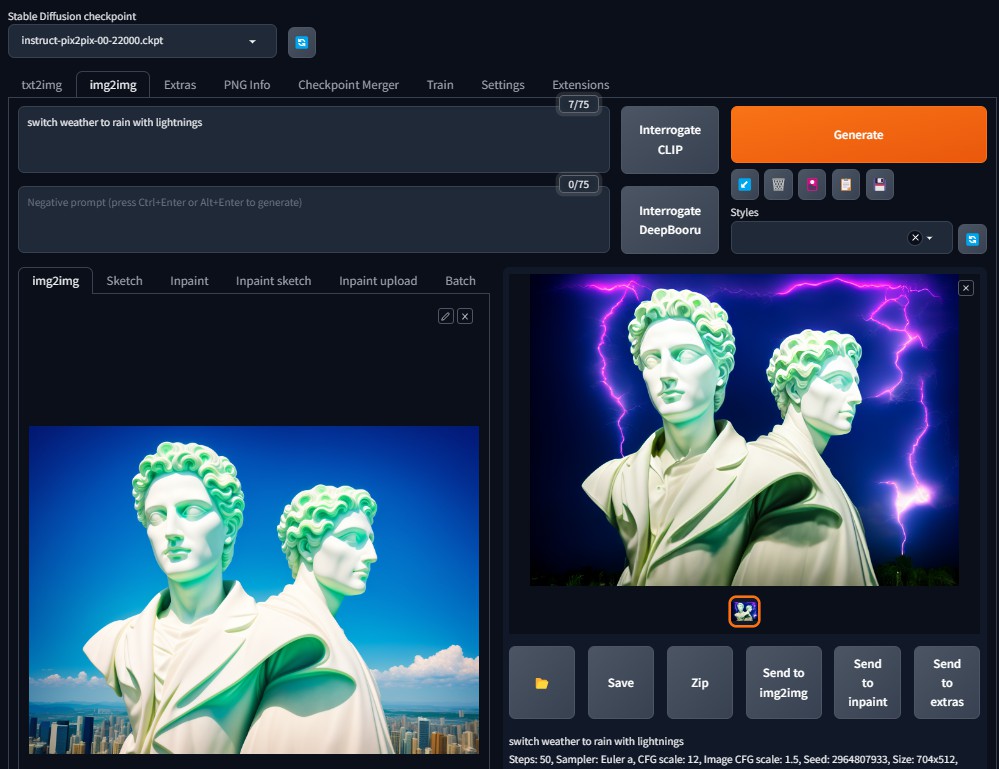 Stable Diffusion checkpoint
instruct-pix2pix-00-22000.ckpt
txt2img
img2img
Extras
PNG Info
Checkpoint Merger
Train
Settings
Extensions
7/75
switch weather to rain with lightnings
Interrogate
CLIP
Generate
0/75
Negative prompt (press Ctrl+Enter or Alt+Enter to generate)
Interrogate
DeepBooru
Styles
img2img
Sketch
Inpaint
Inpaint sketch
Inpaint upload
Batch
Save
Zip
Send to
img2img
Send
to
inpaint
Send
to
extras
switch weather to rain with lightnings
Steps: 50, Sampler: Euler a, CFG scale: 12, Image CFG scale: 1.5, Seed: 2964807933, Size: 704x512,